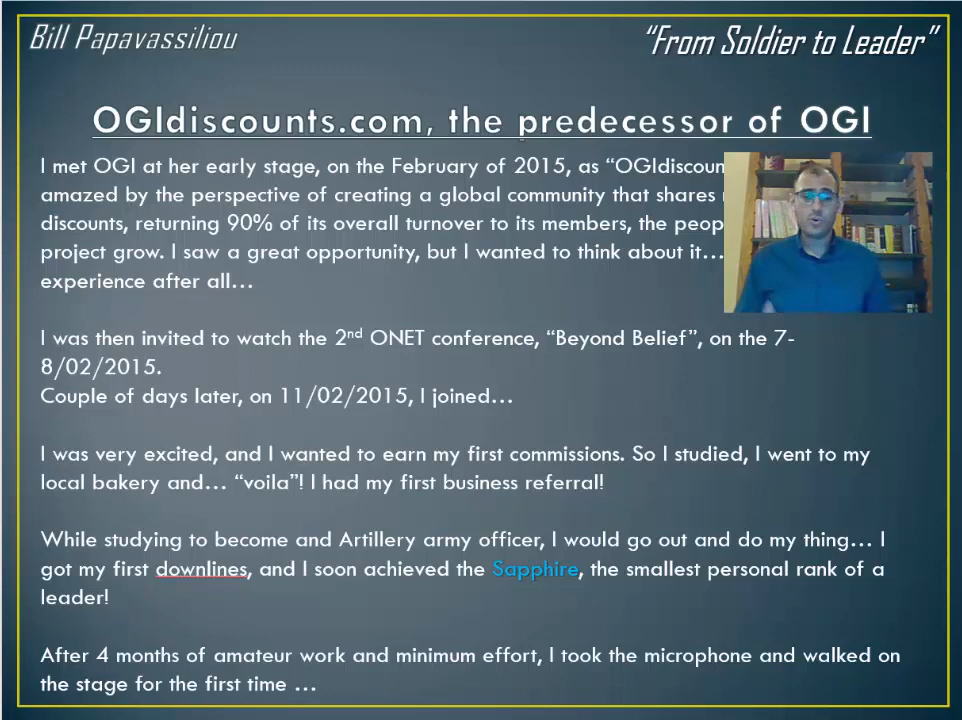 Bill Papavassiliou
“From Soldier to Leader”
OGIdiscounts.com, the predecessor of OGI
I met OGI at her early stage, on the February of 2015, as “OGIdiscoun
amazed by the perspective of creating a global community that shares
discounts, returning 90% of its overall turnover to its members, the peop
project grow. I saw a great opportunity, but I wanted to think about it…
experience after all…
I was then invited to watch the 2nd ONET conference, “Beyond Belief”, on the 7-
8/02/2015.
Couple of days later, on 11/02/2015, I joined…
I was very excited, and I wanted to earn my first commissions. So I studied, I went to my
local bakery and… “voila”! I had my first business referral!
While studying to become and Artillery army officer, I would go out and do my thing… I
got my first downlines, and I soon achieved the Sapphire, the smallest personal rank of a
leader!
After 4 months of amateur work and minimum effort, I took the microphone and walked on
the stage for the first time …